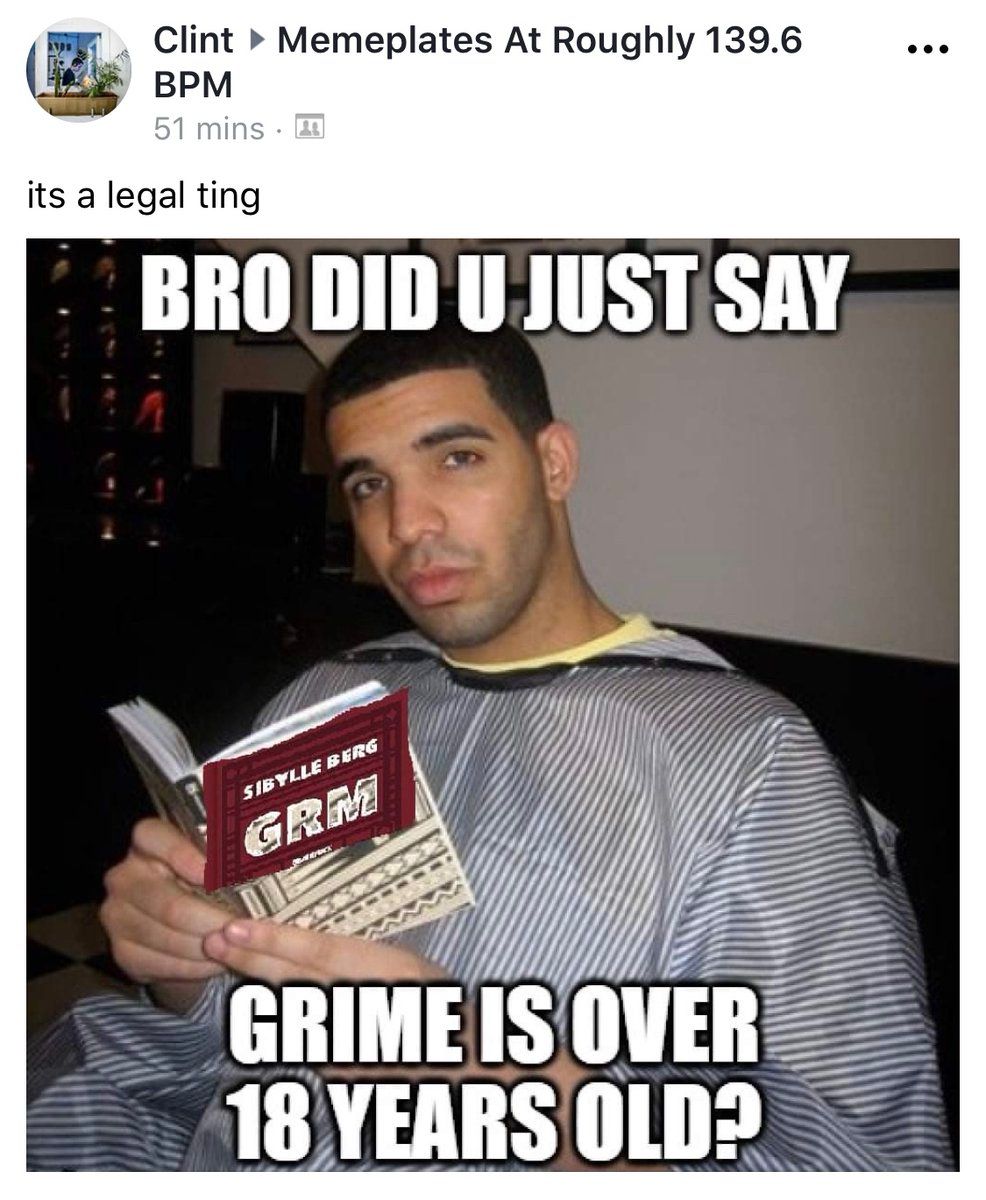 Clint ▸ Memeplates At Roughly 139.6
BPM
51 mins ·
its a legal ting
BRO DID U JUST SAY
SIBYLLE BERG
GRM
GRIME IS OVER
18 YEARS OLD?